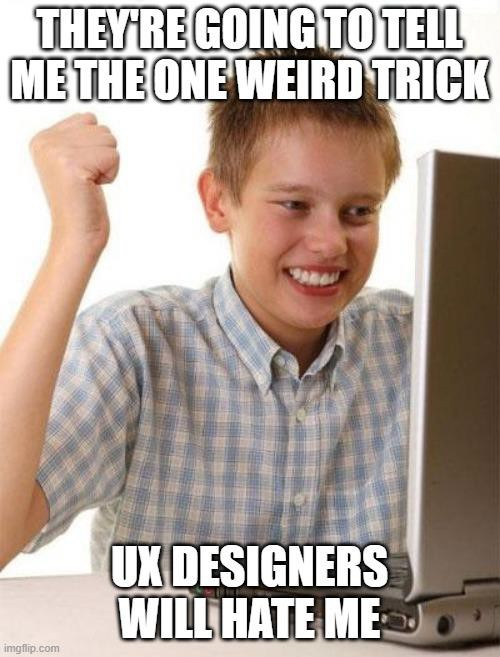 THEY'RE GOING TO TELL
ME THE ONE WEIRD TRICK
UX DESIGNERS
WILL HATE ME
imgflip.com